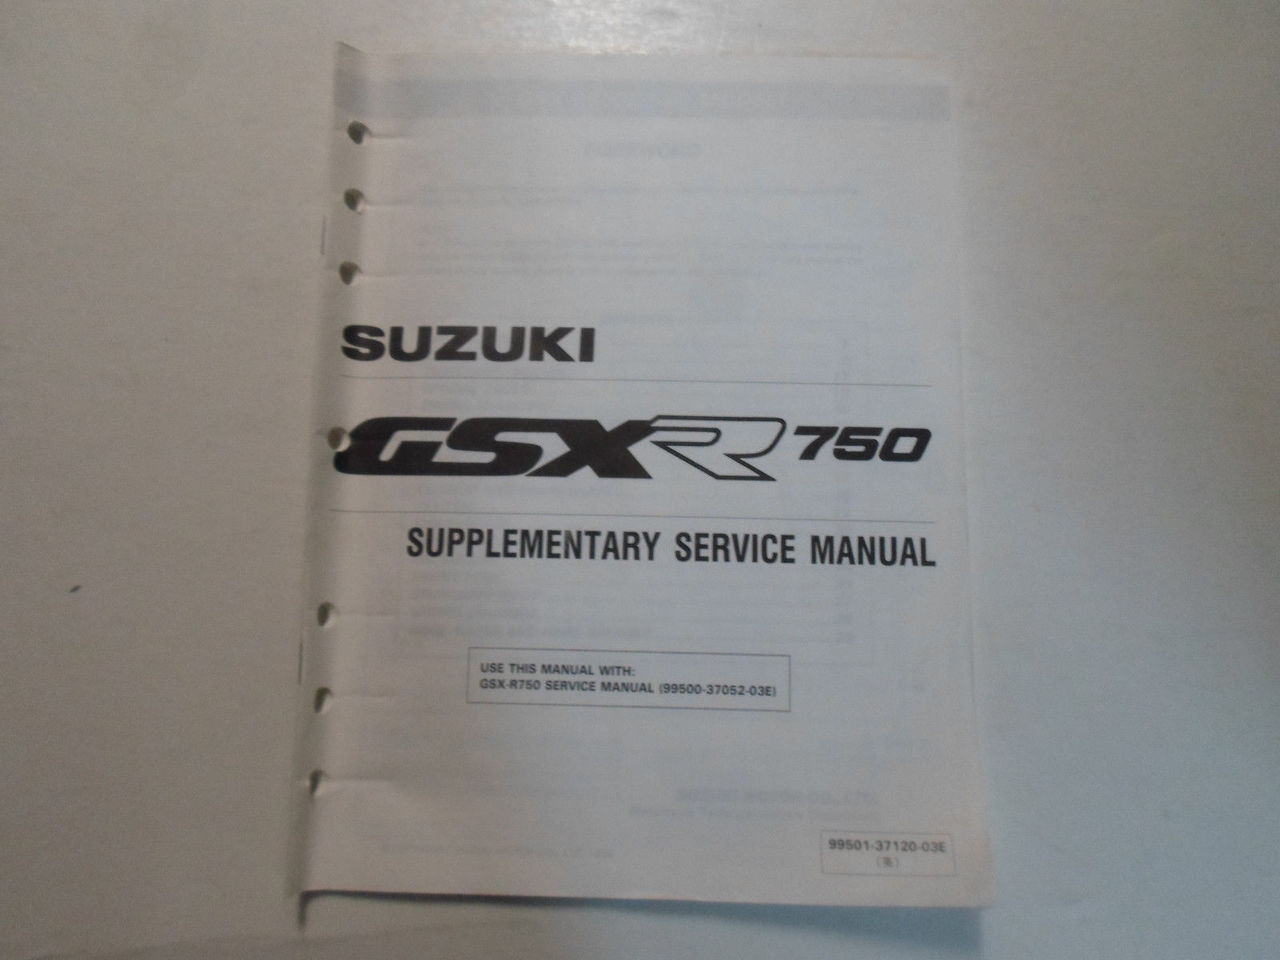 SUZUKI
GSXR 750
SUPPLEMENTARY SERVICE MANUAL
USE THIS MANUAL WITH:
GSX-R750 SERVICE MANUAL (99500-37052-03E)
99501-37120-03E
(英)